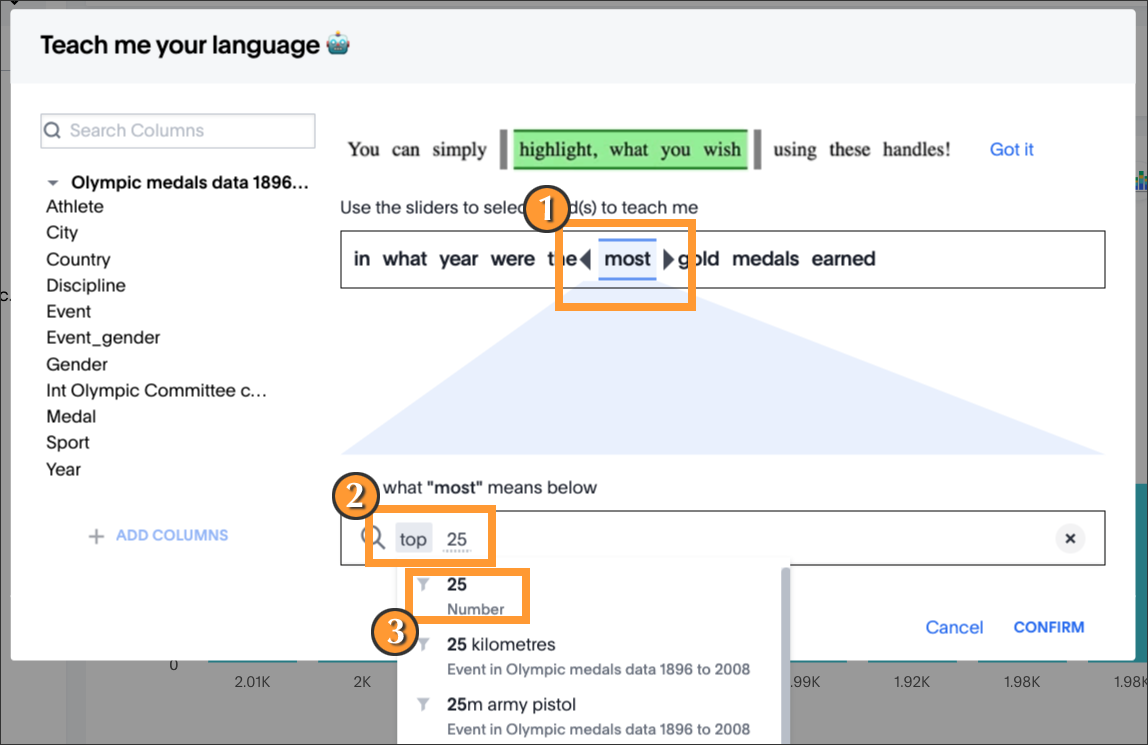 Teach me your language 🤖
Search Columns
You can simply highlight, what you wish using these handles! Got it
Olympic medals data 1896...
Athlete
City
Country
Discipline
Event
Event_gender
Gender
Int Olympic Committee c...
Medal
Sport
Year
+ ADD COLUMNS
1
Use the sliders to selec d(s) to teach me
in what year were the most gold medals earned
2
what "most" means below
top 25
25
Number
3
25 kilometres
Event in Olympic medals data 1896 to 2008
25m army pistol
Event in Olympic medals data 1896 to 2008
Cancel CONFIRM
c.
0
2.01K 2K .99K 1.92K 1.98K 1.98K